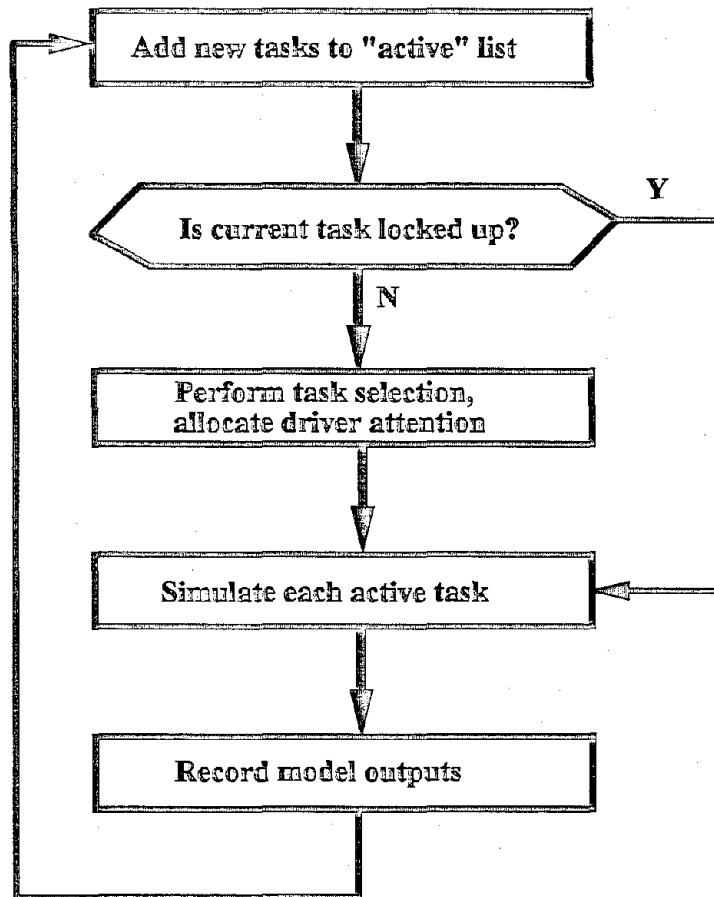 Add new tasks to "active" list
Y
Is current task locked up?
N
Perform task selection,
allocate driver attention
Simulate each active task
Record model outputs